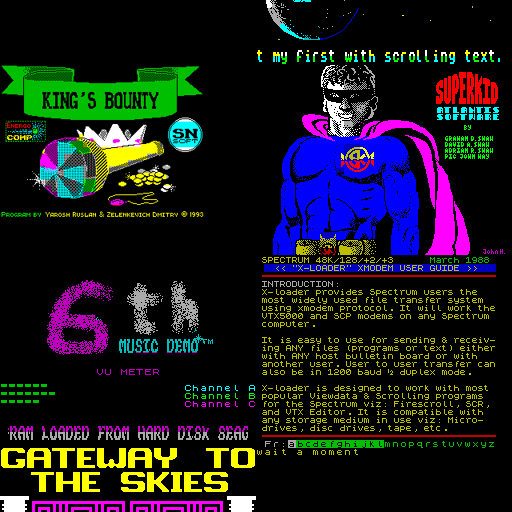 KING'S BOUNTY
COMP.
SN
SOFT
PROGRAM BY YAROSH RUSLAN & ZELENKEVICH DMITRY © 1993
t my first with scrolling text.
SUPERKID
ATLANTIS
SOFTWARE
BY
GRAHAM D.SHAW
DAVID A.SHAW
ADRIAN R.SHAW
PIC JOHN HAY
John H.
6th
MUSIC DEMO™
VU METER
Channel A
Channel B
Channel C
RAM LOADED FROM HARD DISK SEAG
GATEWAY TO
THE SKIES
SPECTRUM 48K/128/+2/+3 March 1988
<< "X-LOADER" XMODEM USER GUIDE >>
INTRODUCTION:
X-loader provides Spectrum users the
most widely used file transfer system
using xmodem protocol. It will work the
VTX5000 and SCP modems on any Spectrum
computer.
It is easy to use for sending & receiv-
ing ANY files (programs or text) either
with ANY host bulletin board or with
another user. User to user transfer can
also be in 1200 baud ½ duplex mode.
X-loader is designed to work with most
popular Viewdata & Scrolling programs
for the Spectrum viz: Firescroll, SCR,
and VTX Editor. It is compatible with
any storage medium in use viz: Micro-
drives, disc drives, tape, etc.
Fr:abcdefghijklmnopqrstuvwxyz
wait a moment